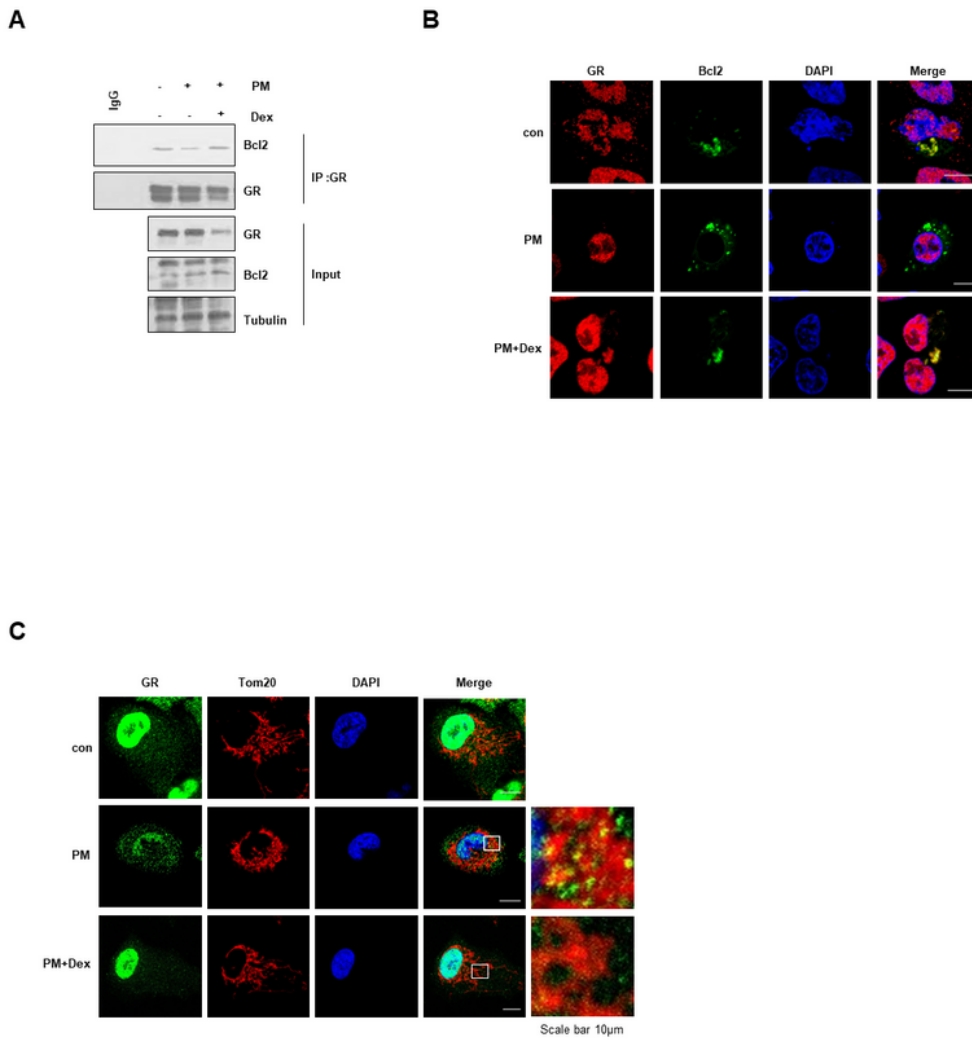 A
IgG
- + + PM
- - + Dex
Bcl2
GR
IP :GR
GR
Bcl2
Tubulin
Input
B
GR Bcl2 DAPI Merge
con
PM
PM+Dex
C
GR Tom20 DAPI Merge
con
PM
PM+Dex
Scale bar 10μm